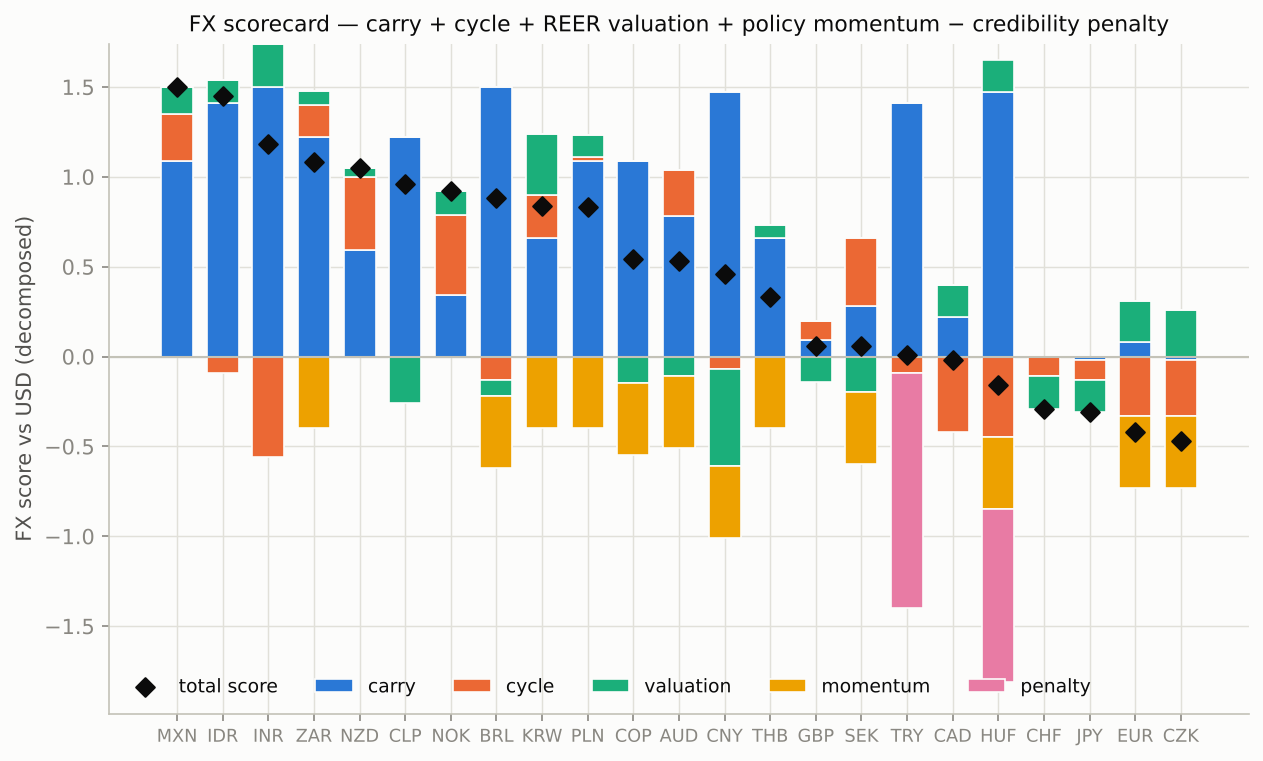 FX scorecard — carry + cycle + REER valuation + policy momentum − credibility penalty
FX score vs USD (decomposed)
1.5
1.0
0.5
0.0
−0.5
−1.0
−1.5
total score carry cycle valuation momentum penalty
MXN IDR INR ZAR NZD CLP NOK BRL KRW PLN COP AUD CNY THB GBP SEK TRY CAD HUF CHF JPY EUR CZK